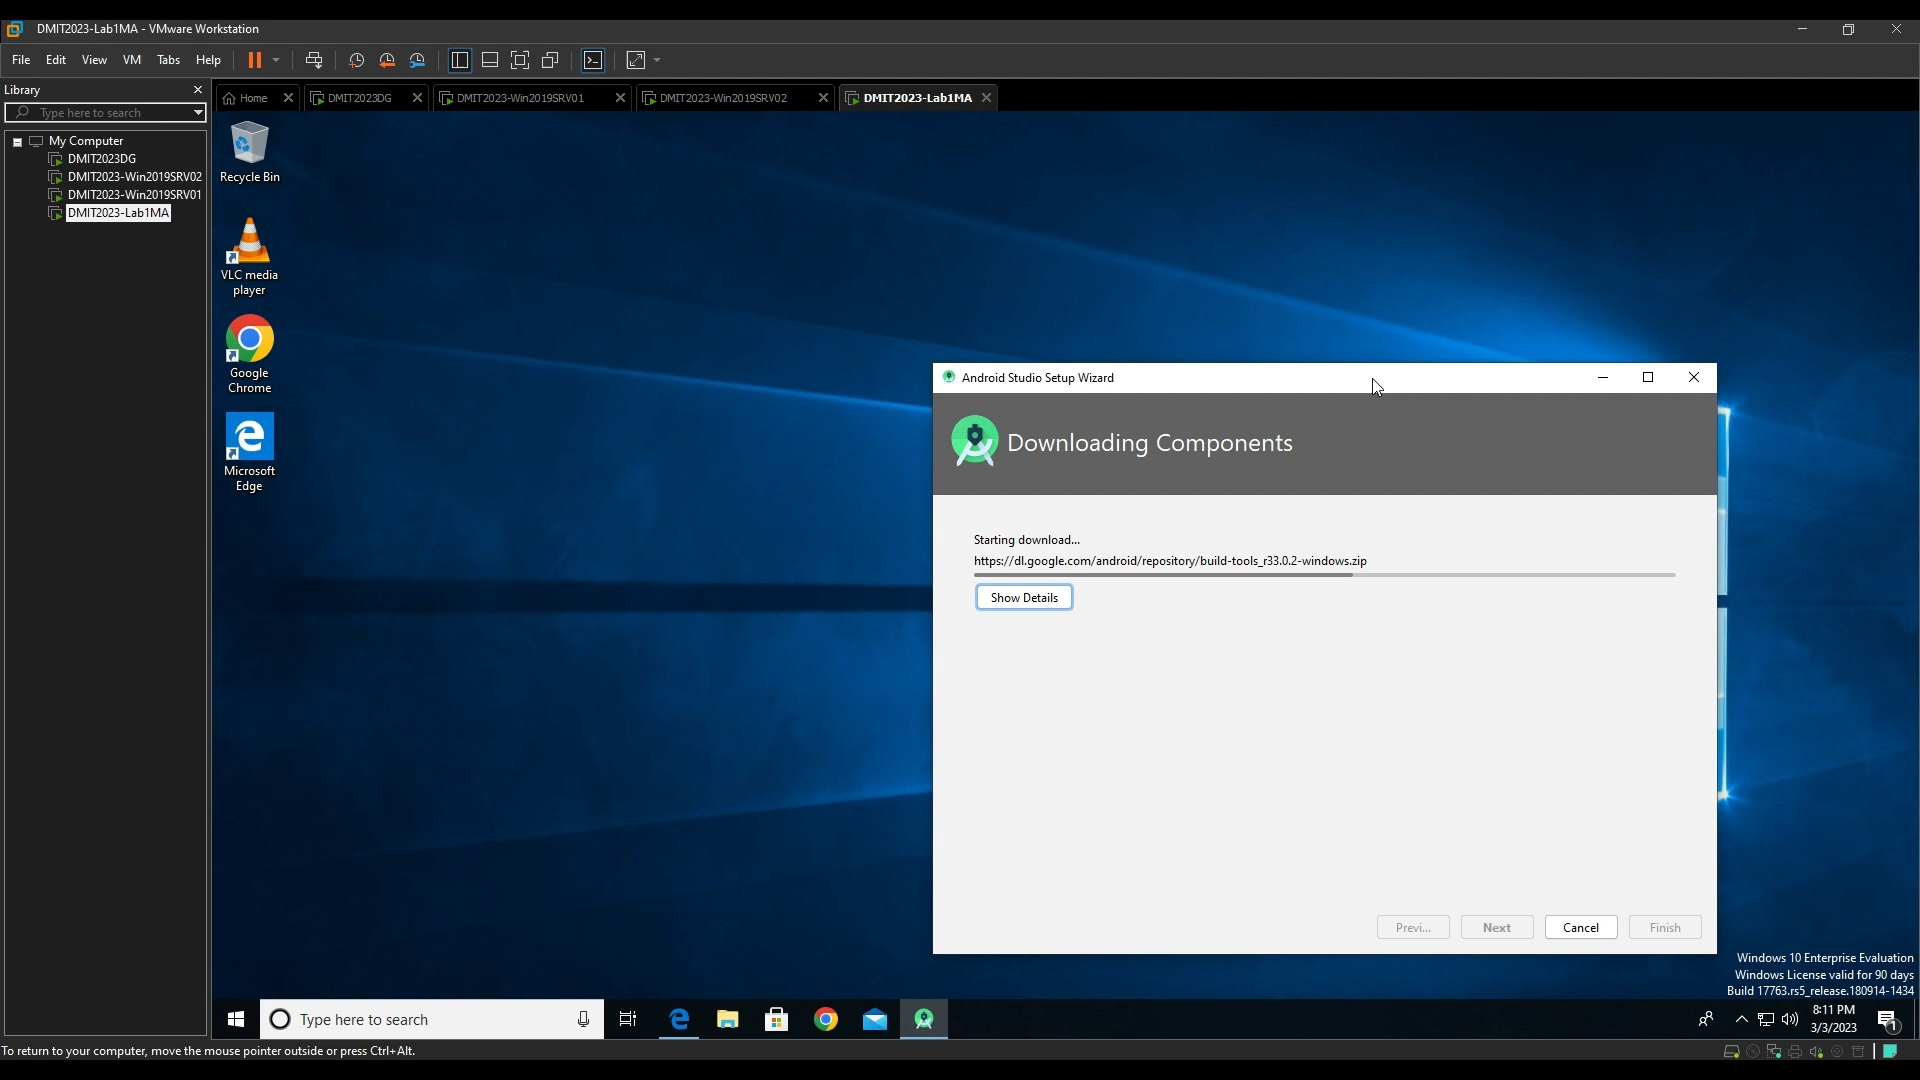 DMIT2023-Lab1MA - VMware Workstation
File Edit View VM Tabs Help
Library
Type here to search
My Computer
DMIT2023DG
DMIT2023-Win2019SRV02
DMIT2023-Win2019SRV01
DMIT2023-Lab1MA
Home
DMIT2023DG
DMIT2023-Win2019SRV01
DMIT2023-Win2019SRV02
DMIT2023-Lab1MA
Recycle Bin
VLC media
player
Google
Chrome
Microsoft
Edge
Android Studio Setup Wizard
Downloading Components
Starting download...
https://dl.google.com/android/repository/build-tools_r33.0.2-windows.zip
Show Details
Previ...
Next
Cancel
Finish
Windows 10 Enterprise Evaluation
Windows License valid for 90 days
Build 17763.rs5_release.180914-1434
Type here to search
8:11 PM
3/3/2023
1
To return to your computer, move the mouse pointer outside or press Ctrl+Alt.